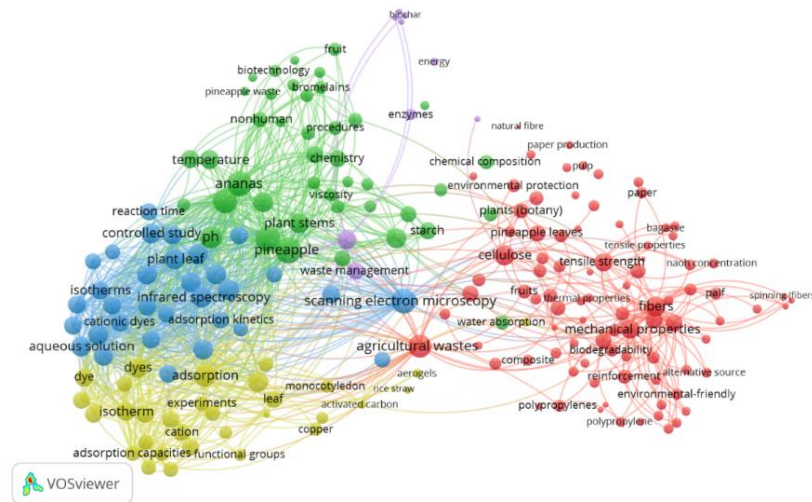 biochar
fruit
biotechnology
energy
pineapple waste
bromelains
enzymes
nonhuman
procedures
natural fibre
paper production
temperature
chemistry
chemical composition
pulp
ananas
environmental protection
paper
viscosity
reaction time
plants (botany)
bagasse
controlled study
plant stems
starch
pineapple leaves
tensile properties
ph
pineapple
plant leaf
cellulose
tensile strength
naoh concentration
waste management
isotherms
infrared spectroscopy
scanning electron microscopy
fruits
thermal properties
palf
spinning (fibers
fibers
cationic dyes
adsorption kinetics
water absorption
mechanical properties
aqueous solution
agricultural wastes
biodegradability
composite
alternative source
dye
dyes
adsorption
aerogels
reinforcement
monocotyledon
rice straw
environmental-friendly
leaf
isotherm
experiments
activated carbon
polypropylenes
cation
copper
polypropylene
adsorption capacities
functional groups
VOSviewer